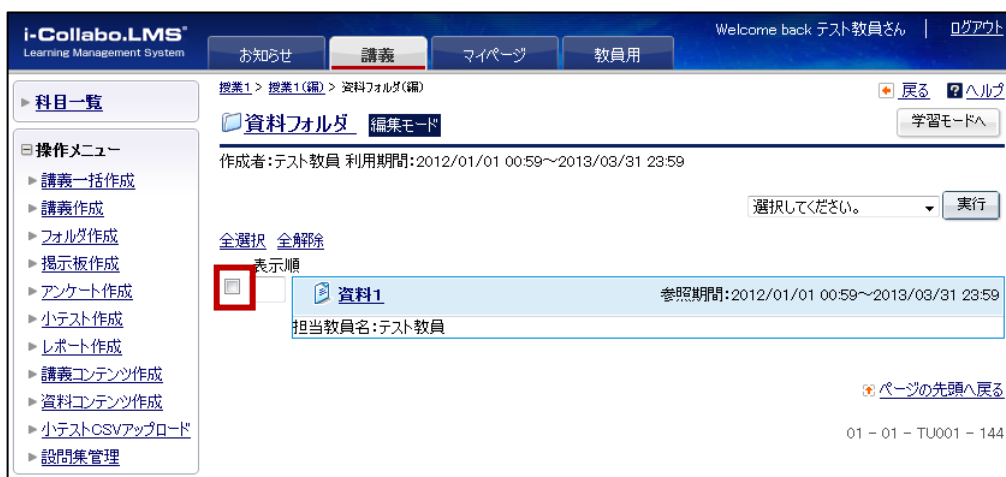 i-Collabo.LMS
Learning Management System
Welcome back テスト教員さん | ログアウト
お知らせ 講義 マイページ 教員用
科目一覧
操作メニュー
講義一括作成
講義作成
フォルダ作成
掲示板作成
アンケート作成
小テスト作成
レポート作成
講義コンテンツ作成
資料コンテンツ作成
小テストCSVアップロード
設問集管理
授業1 > 授業1(編) > 資料フォルダ(編)
戻る ヘルプ
資料フォルダ 編集モード
学習モードへ
作成者:テスト教員 利用期間:2012/01/01 00:59～2013/03/31 23:59
選択してください。 実行
全選択 全解除
表示順
資料1 参照期間:2012/01/01 00:59～2013/03/31 23:59
担当教員名:テスト教員
ページの先頭へ戻る
01 - 01 - TU001 - 144